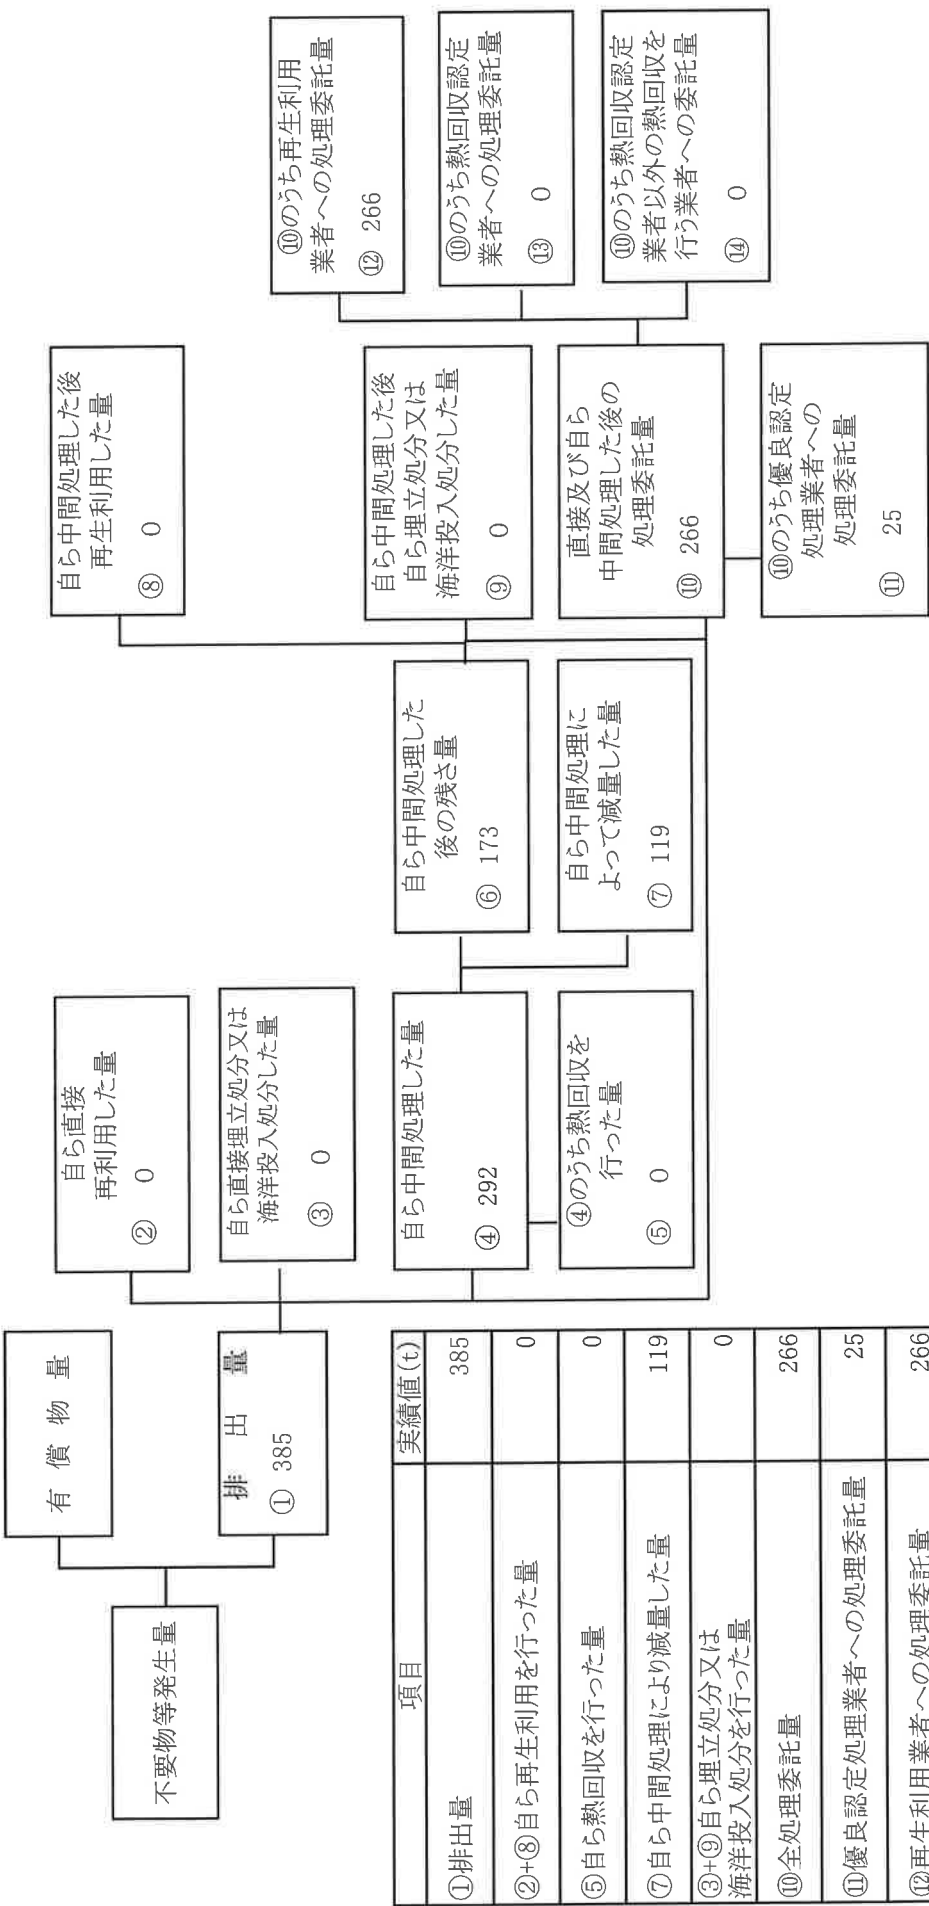 不要物等発生量
有 償 物 量
排 出 量
① 385
自ら直接
再利用した量
② 0
自ら直接埋立処分又は
海洋投入処分した量
③ 0
自ら中間処理した量
④ 292
④のうち熱回収を
行った量
⑤ 0
自ら中間処理した
後の残さ量
⑥ 173
自ら中間処理に
よって減量した量
⑦ 119
自ら中間処理した後
再生利用した量
⑧ 0
自ら中間処理した後
自ら埋立処分又は
海洋投入処分した量
⑨ 0
直接及び自ら
中間処理した後の
処理委託量
⑩ 266
⑩のうち優良認定
処理業者への
処理委託量
⑪ 25
⑩のうち再生利用
業者への処理委託量
⑫ 266
⑩のうち熱回収認定
業者への処理委託量
⑬ 0
⑩のうち熱回収認定
業者以外の熱回収を
行う業者への委託量
⑭ 0
項目 実績値(t)
①排出量 385
②+⑧自ら再生利用を行った量 0
⑤自ら熱回収を行った量 0
⑦自ら中間処理により減量した量 119
③+⑨自ら埋立処分又は
海洋投入処分を行った量 0
⑩全処理委託量 266
⑪優良認定処理業者への処理委託量 25
⑫再生利用業者への処理委託量 266